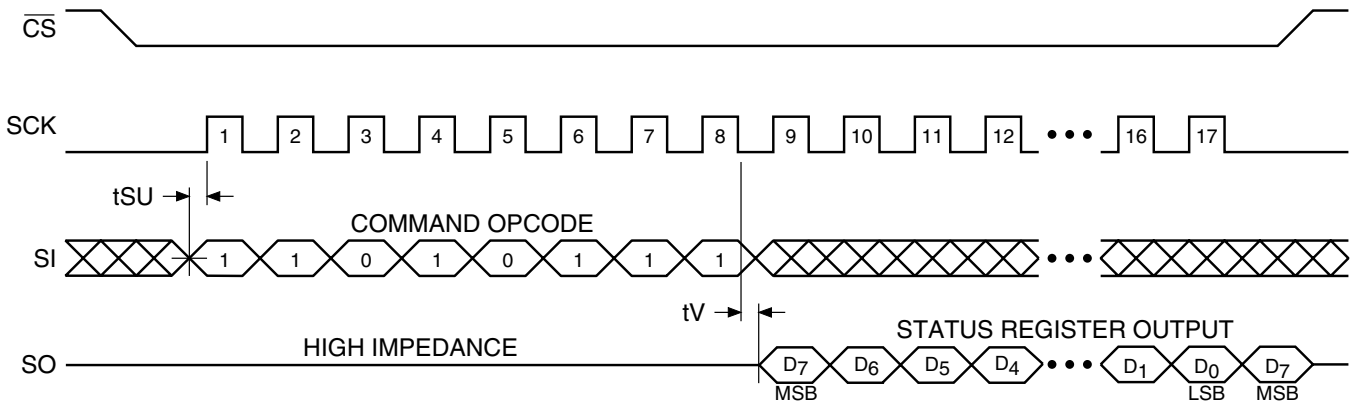 CS
SCK 1 2 3 4 5 6 7 8 9 10 11 12 ••• 16 17
tSU
COMMAND OPCODE
SI 1 1 0 1 0 1 1 1 •••
tV
HIGH IMPEDANCE
STATUS REGISTER OUTPUT
SO D7 D6 D5 D4 ••• D1 D0 D7
MSB LSB MSB